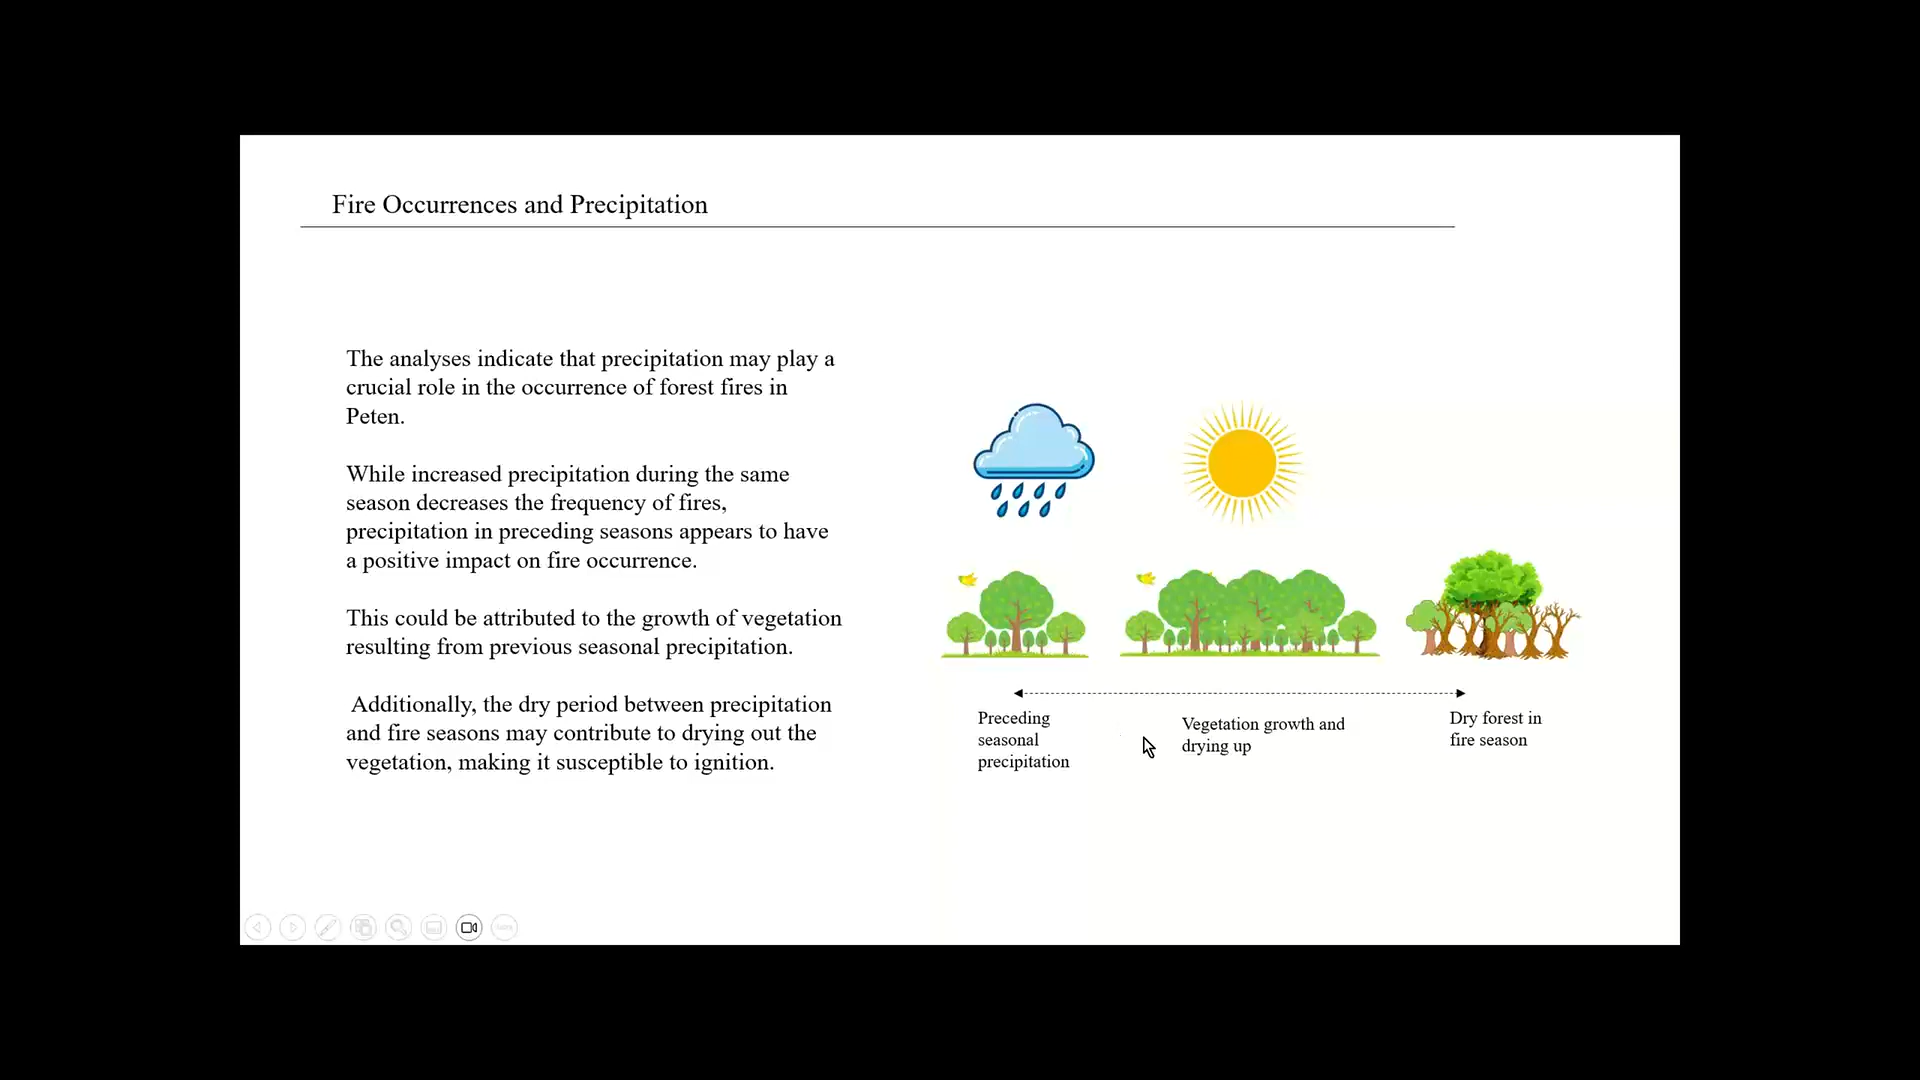 Fire Occurrences and Precipitation
The analyses indicate that precipitation may play a
crucial role in the occurrence of forest fires in
Peten.
While increased precipitation during the same
season decreases the frequency of fires,
precipitation in preceding seasons appears to have
a positive impact on fire occurrence.
This could be attributed to the growth of vegetation
resulting from previous seasonal precipitation.
Additionally, the dry period between precipitation
and fire seasons may contribute to drying out the
vegetation, making it susceptible to ignition.
Preceding
seasonal
precipitation
Vegetation growth and
drying up
Dry forest in
fire season